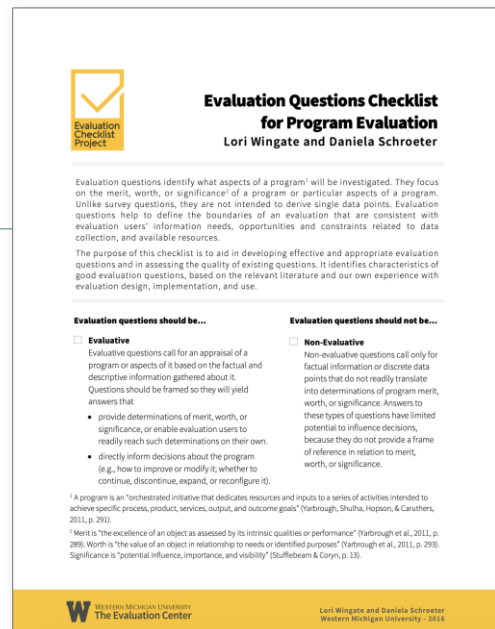 Evaluation
Checklist
Project
Evaluation Questions Checklist
for Program Evaluation
Lori Wingate and Daniela Schroeter
Evaluation questions identify what aspects of a program¹ will be investigated. They focus
on the merit, worth, or significance² of a program or particular aspects of a program.
Unlike survey questions, they are not intended to derive single data points. Evaluation
questions help to define the boundaries of an evaluation that are consistent with
evaluation users' information needs, opportunities and constraints related to data
collection, and available resources.
The purpose of this checklist is to aid in developing effective and appropriate evaluation
questions and in assessing the quality of existing questions. It identifies characteristics of
good evaluation questions, based on the relevant literature and our own experience with
evaluation design, implementation, and use.
Evaluation questions should be...
Evaluative
Evaluative questions call for an appraisal of a
program or aspects of it based on the factual and
descriptive information gathered about it.
Questions should be framed so they will yield
answers that
• provide determinations of merit, worth, or
significance, or enable evaluation users to
readily reach such determinations on their own.
• directly inform decisions about the program
(e.g., how to improve or modify it; whether to
continue, discontinue, expand, or reconfigure it).
Evaluation questions should not be...
Non-Evaluative
Non-evaluative questions call only for
factual information or discrete data
points that do not readily translate
into determinations of program merit,
worth, or significance. Answers to
these types of questions have limited
potential to influence decisions,
because they do not provide a frame
of reference in relation to merit,
worth, or significance.
¹ A program is an "orchestrated initiative that dedicates resources and inputs to a series of activities intended to
achieve specific process, product, services, output, and outcome goals" (Yarbrough, Shulha, Hopson, & Caruthers,
2011, p. 291).
² Merit is "the excellence of an object as assessed by its intrinsic qualities or performance" (Yarbrough et al., 2011, p.
289). Worth is "the value of an object in relationship to needs or identified purposes" (Yarbrough et al., 2011, p. 293).
Significance is "potential influence, importance, and visibility" (Stufflebeam & Coryn, p. 13).
W
WESTERN MICHIGAN UNIVERSITY
The Evaluation Center
Lori Wingate and Daniela Schroeter
Western Michigan University - 2016